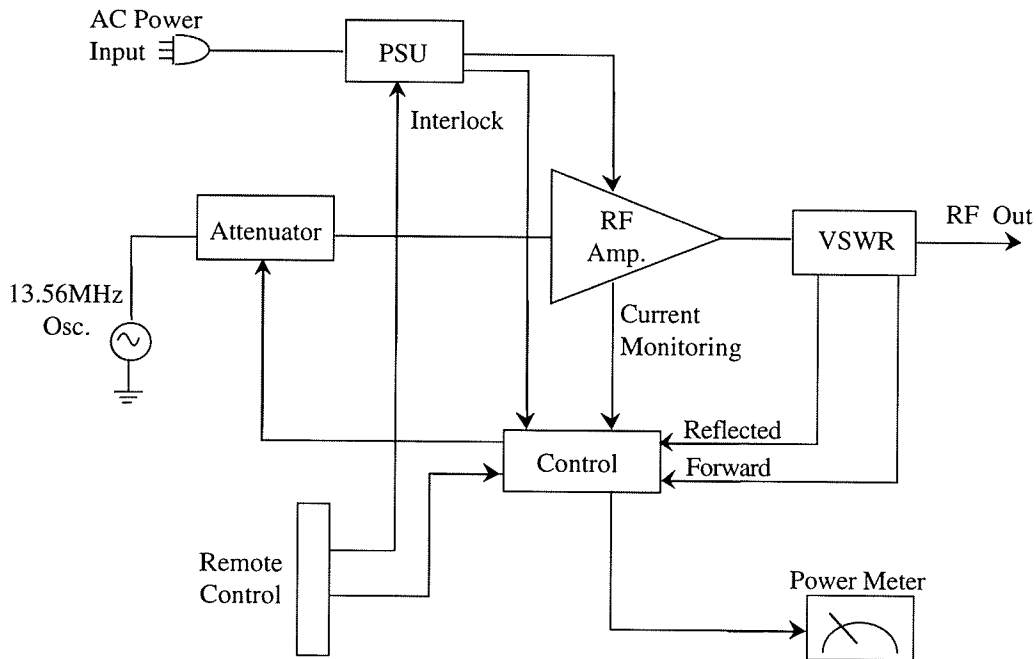 AC Power
Input
PSU
Interlock
Attenuator
RF
Amp.
VSWR
RF Out
13.56MHz
Osc.
Current
Monitoring
Reflected
Control
Forward
Remote
Control
Power Meter